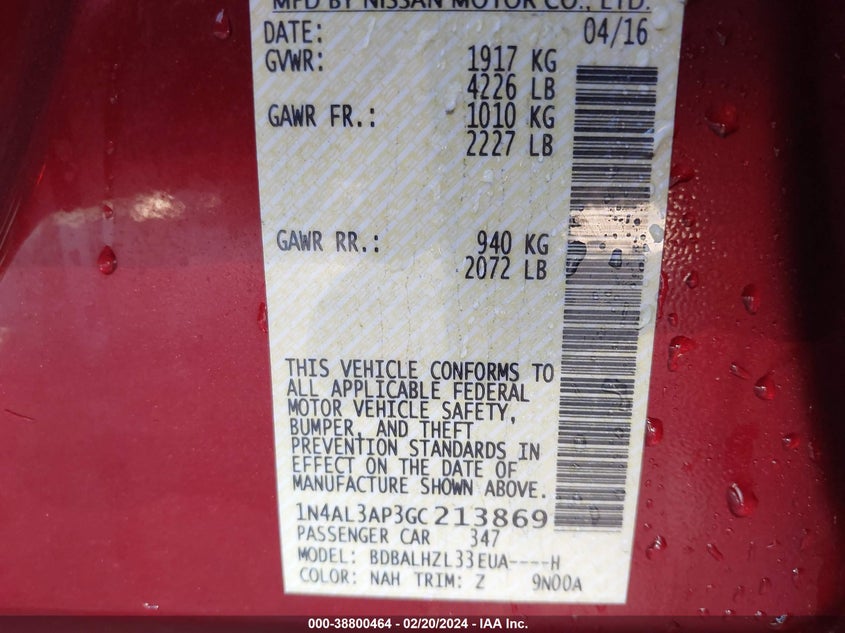 MFD BY NISSAN MOTOR CO., LTD.
DATE: 04/16
GVWR: 1917 KG
4226 LB
GAWR FR.: 1010 KG
2227 LB
GAWR RR.: 940 KG
2072 LB
THIS VEHICLE CONFORMS TO
ALL APPLICABLE FEDERAL
MOTOR VEHICLE SAFETY,
BUMPER, AND THEFT
PREVENTION STANDARDS IN
EFFECT ON THE DATE OF
MANUFACTURE SHOWN ABOVE.
1N4AL3AP3GC213869
PASSENGER CAR 347
MODEL: BDBALHZL33EUA----H
COLOR: NAH TRIM: Z 9N00A
000-38800464 - 02/20/2024 - IAA Inc.